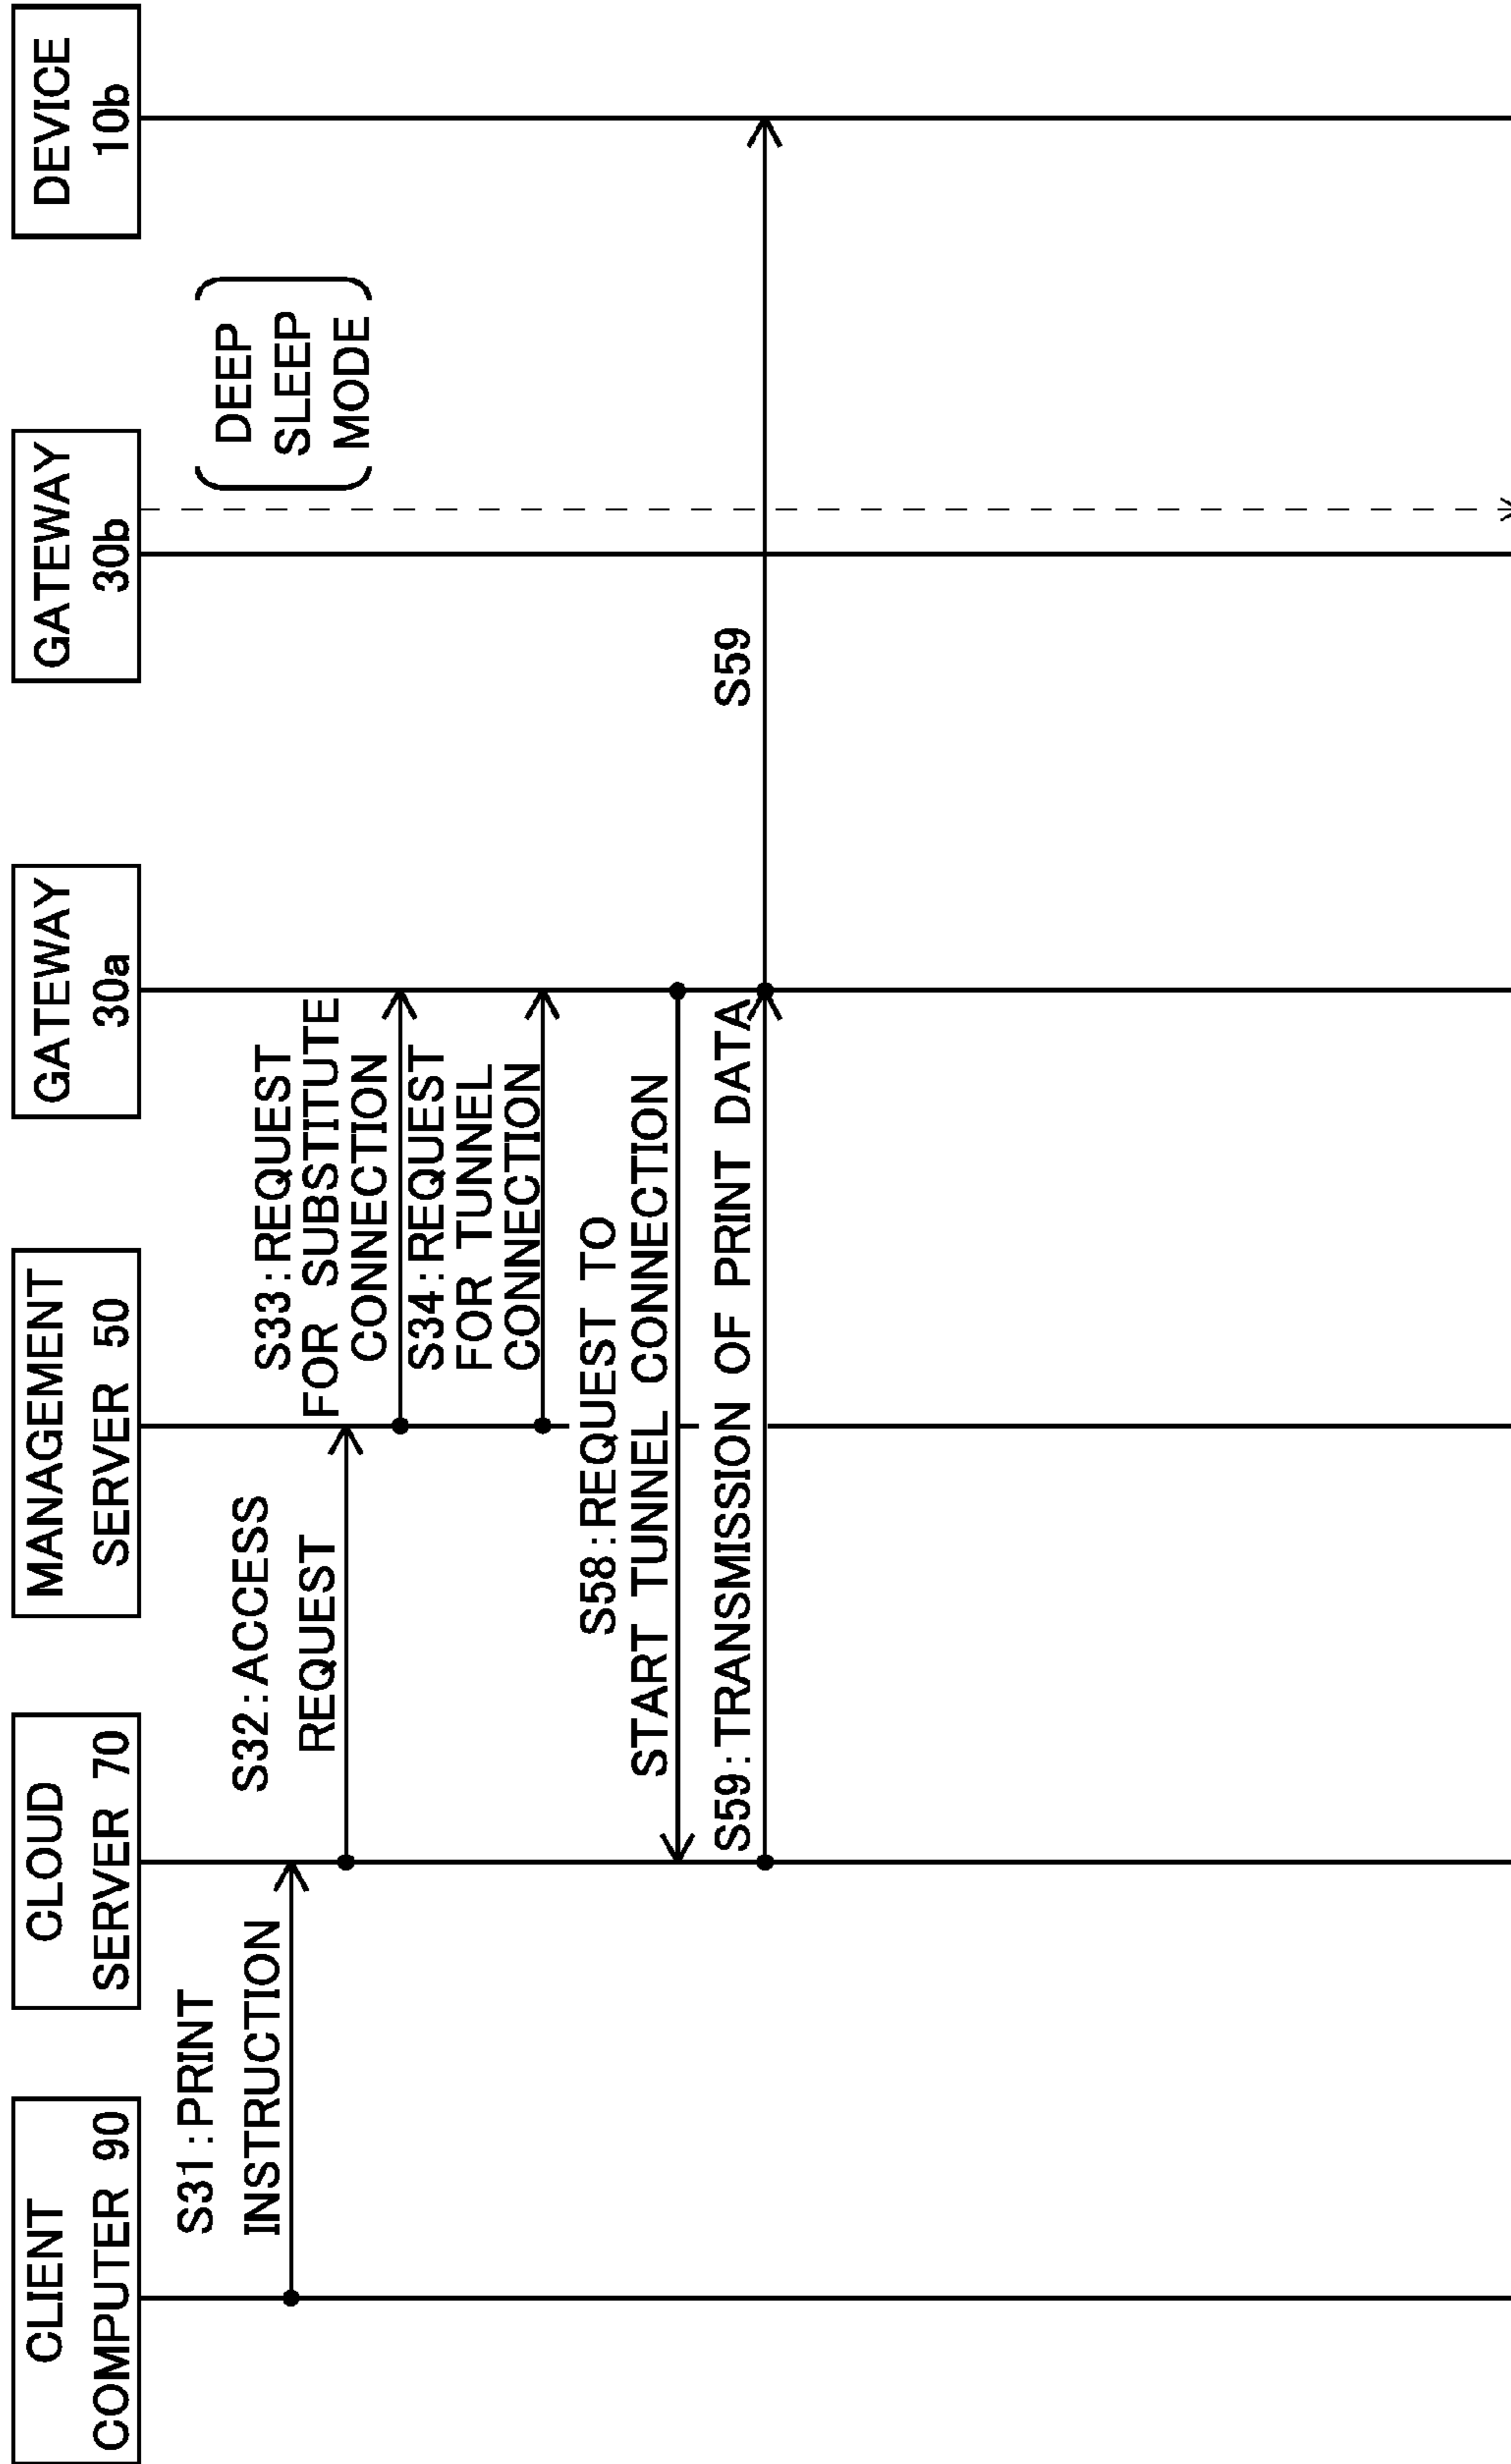 CLIENT
COMPUTER 90
CLOUD
SERVER 70
MANAGEMENT
SERVER 50
GATEWAY
30a
GATEWAY
30b
DEVICE
10b
DEEP
SLEEP
MODE
S31:PRINT
INSTRUCTION
S32:ACCESS
REQUEST
S33:REQUEST
FOR SUBSTITUTE
CONNECTION
S34:REQUEST
FOR TUNNEL
CONNECTION
S58:REQUEST TO
START TUNNEL CONNECTION
S59:TRANSMISSION OF PRINT DATA
S59